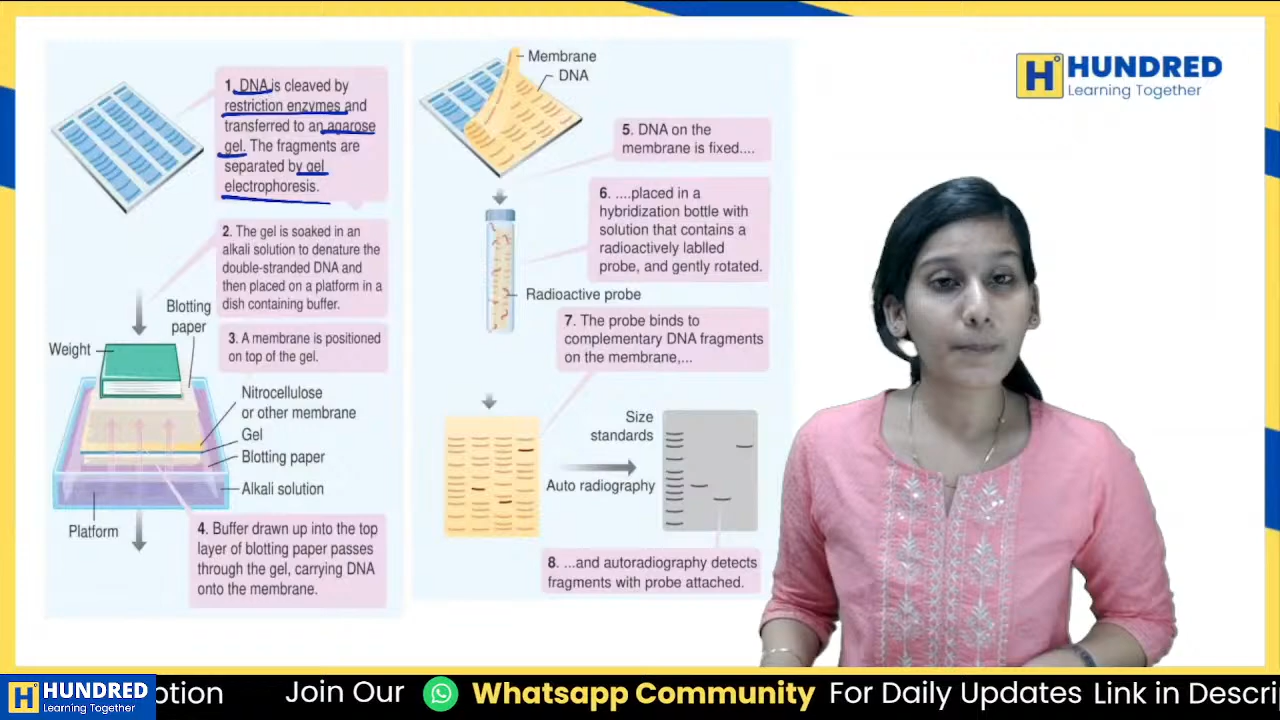 1. DNA is cleaved by
restriction enzymes and
transferred to an agarose
gel. The fragments are
separated by gel
electrophoresis.
2. The gel is soaked in an
alkali solution to denature the
double-stranded DNA and
then placed on a platform in a
dish containing buffer.
Blotting
paper
3. A membrane is positioned
on top of the gel.
Weight
Nitrocellulose
or other membrane
Gel
Blotting paper
Alkali solution
Platform
4. Buffer drawn up into the top
layer of blotting paper passes
through the gel, carrying DNA
onto the membrane.
Membrane
DNA
5. DNA on the
membrane is fixed....
6. ....placed in a
hybridization bottle with
solution that contains a
radioactively lablled
probe, and gently rotated.
Radioactive probe
7. The probe binds to
complementary DNA fragments
on the membrane,...
Size
standards
Auto radiography
8. ...and autoradiography detects
fragments with probe attached.
H HUNDRED
Learning Together
H HUNDRED
Learning Together
ption Join Our Whatsapp Community For Daily Updates Link in Descri